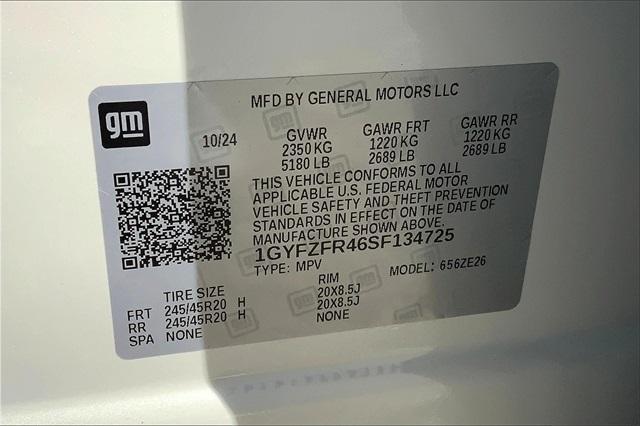 gm
MFD BY GENERAL MOTORS LLC
10/24 GVWR GAWR FRT GAWR RR
2350 KG 1220 KG 1220 KG
5180 LB 2689 LB 2689 LB
THIS VEHICLE CONFORMS TO ALL
APPLICABLE U.S. FEDERAL MOTOR
VEHICLE SAFETY AND THEFT PREVENTION
STANDARDS IN EFFECT ON THE DATE OF
MANUFACTURE SHOWN ABOVE.
1GYFZFR46SF134725
TYPE: MPV MODEL: 656ZE26
TIRE SIZE RIM
FRT 245/45R20 H 20X8.5J
RR 245/45R20 H 20X8.5J
SPA NONE NONE